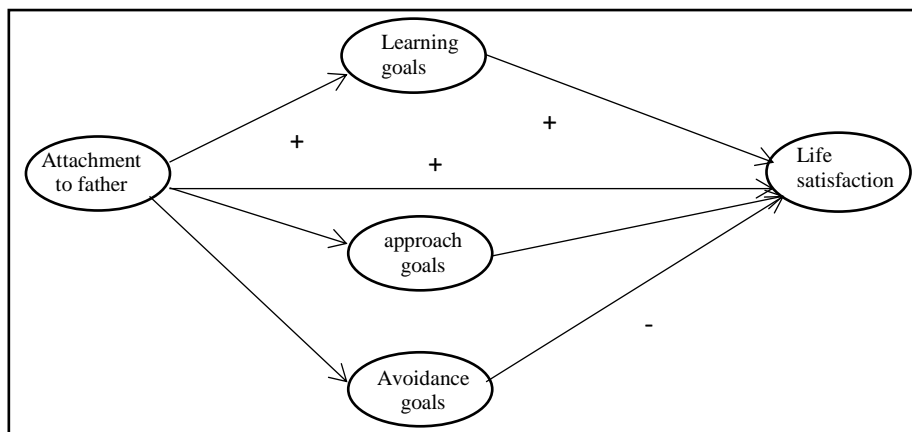 Learning
goals
+
+
Attachment
to father
+
Life
satisfaction
approach
goals
-
Avoidance
goals